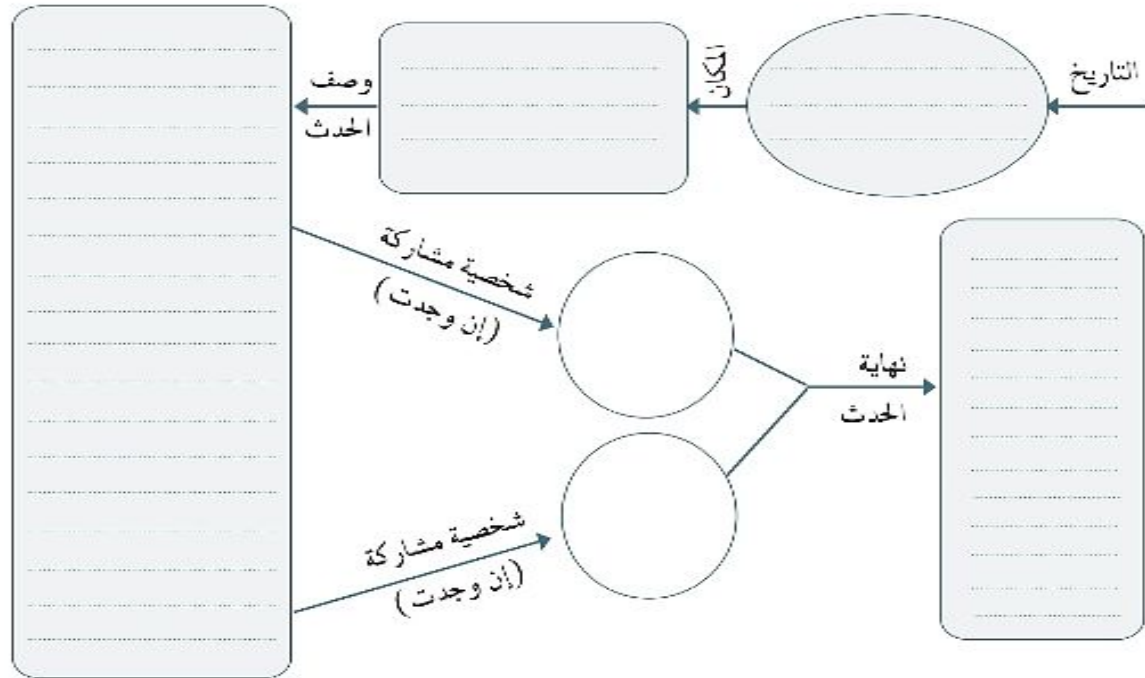 التاريخ
المكان
وصف
الحدث
شخصية مشاركة
(إن وجدت)
نهاية
الحدث
شخصية مشاركة
(إن وجدت)